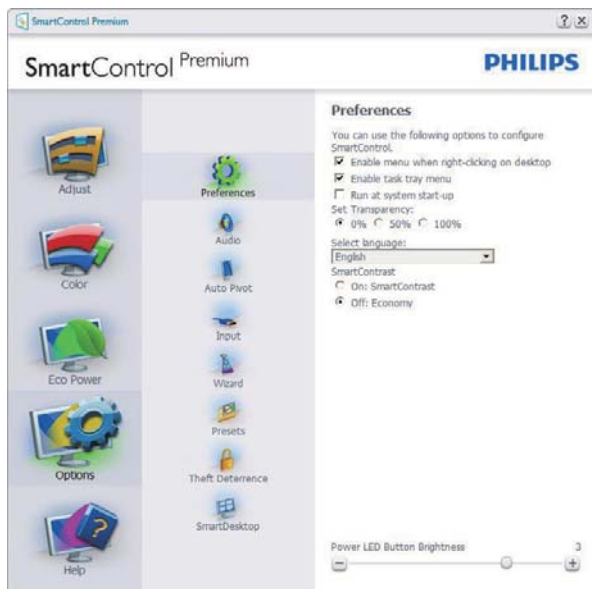 SmartControl Premium
SmartControl Premium
PHILIPS
Adjust
Color
Eco Power
Options
Help
Preferences
Audio
Auto Pivot
Input
Wizard
Presets
Theft Deterrence
SmartDesktop
Preferences
You can use the following options to configure
SmartControl.
Enable menu when right-clicking on desktop
Enable task tray menu
Run at system start-up
Set Transparency:
0% 50% 100%
Select language:
English
SmartContrast
On: SmartContrast
Off: Economy
Power LED Button Brightness 3